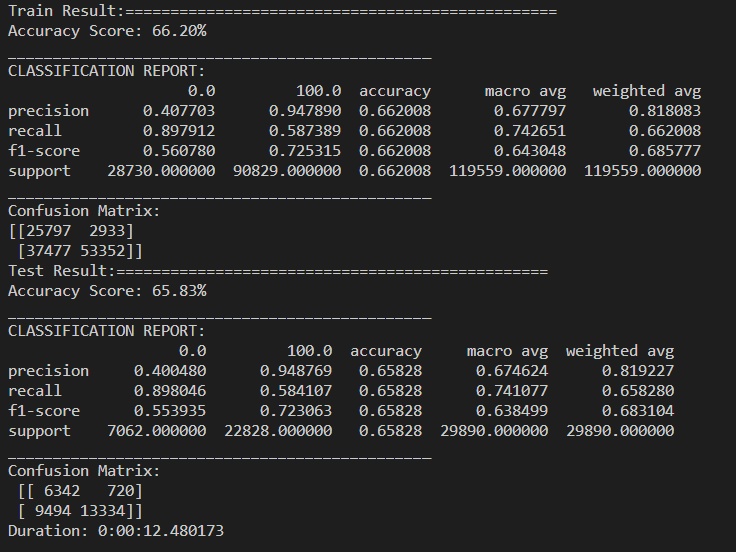 Train Result:================================================
Accuracy Score: 66.20%
_______________________________________________
CLASSIFICATION REPORT:
                    0.0         100.0  accuracy      macro avg   weighted avg
precision      0.407703      0.947890  0.662008       0.677797       0.818083
recall         0.897912      0.587389  0.662008       0.742651       0.662008
f1-score       0.560780      0.725315  0.662008       0.643048       0.685777
support    28730.000000  90829.000000  0.662008  119559.000000  119559.000000
_______________________________________________
Confusion Matrix:
[[25797  2933]
 [37477 53352]]
Test Result:================================================
Accuracy Score: 65.83%
_______________________________________________
CLASSIFICATION REPORT:
                   0.0         100.0  accuracy     macro avg  weighted avg
precision     0.400480      0.948769   0.65828      0.674624      0.819227
recall        0.898046      0.584107   0.65828      0.741077      0.658280
f1-score      0.553935      0.723063   0.65828      0.638499      0.683104
support    7062.000000  22828.000000   0.65828  29890.000000  29890.000000
_______________________________________________
Confusion Matrix:
 [[ 6342   720]
 [ 9494 13334]]
Duration: 0:00:12.480173